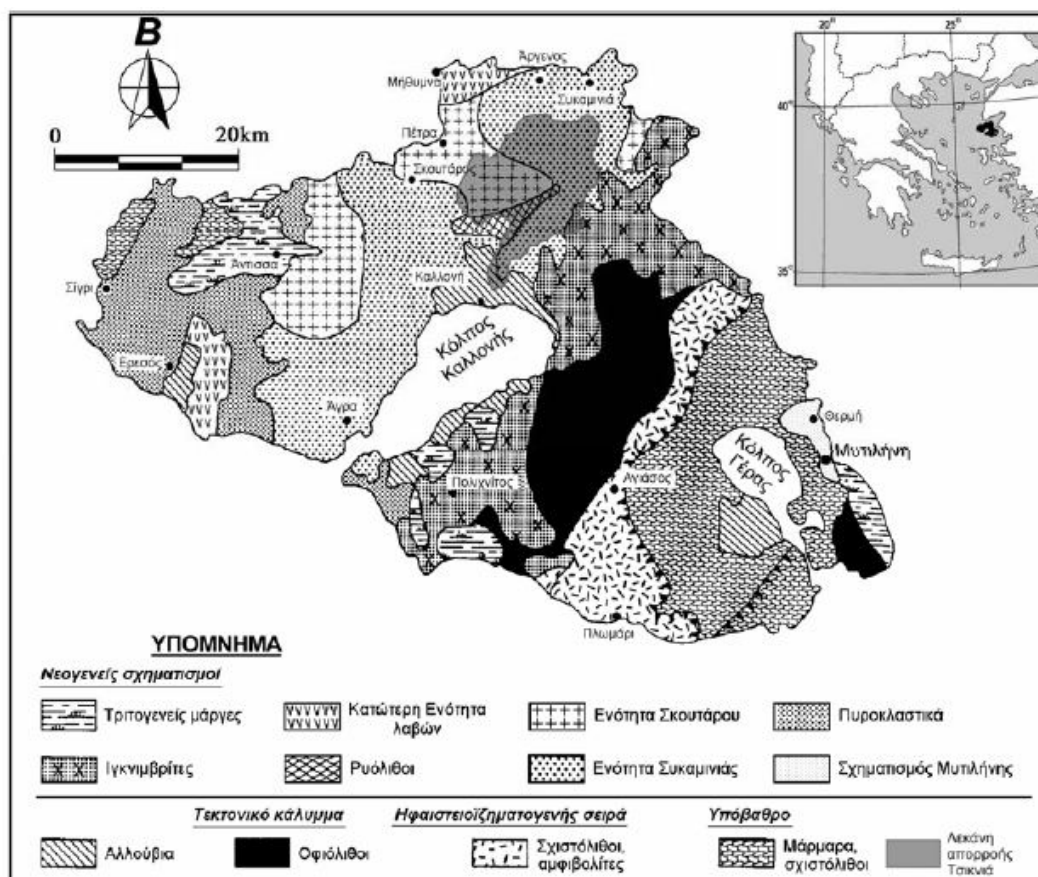 B
0 20km
20° 25°
40°
35°
Άργενος
Μήθυμνα
Συκαμινιά
Πέτρα
Σκουτάρος
Άντισσα
Σίγρι
Καλλονή
Κόλπος
Καλλονής
Ερεσός
Άγρα
Θερμή
Μυτιλήνη
Κόλπος
Γέρας
Πολιχνίτος
Αγιάσος
Πλωμάρι
ΥΠΟΜΝΗΜΑ
Νεογενείς σχηματισμοί
Τριτογενείς μάργες
Κατώτερη Ενότητα
λαβών
Ενότητα Σκουτάρου
Πυροκλαστικά
Ιγκνιμβρίτες
Ρυόλιθοι
Ενότητα Συκαμινιάς
Σχηματισμός Μυτιλήνης
Τεκτονικό κάλυμμα
Ηφαιστειοϊζηματογενής σειρά
Υπόβαθρο
Αλλούβια
Οφιόλιθοι
Σχιστόλιθοι,
αμφιβολίτες
Μάρμαρα,
σχιστόλιθοι
Λεκάνη
απορροής
Τσικνιά